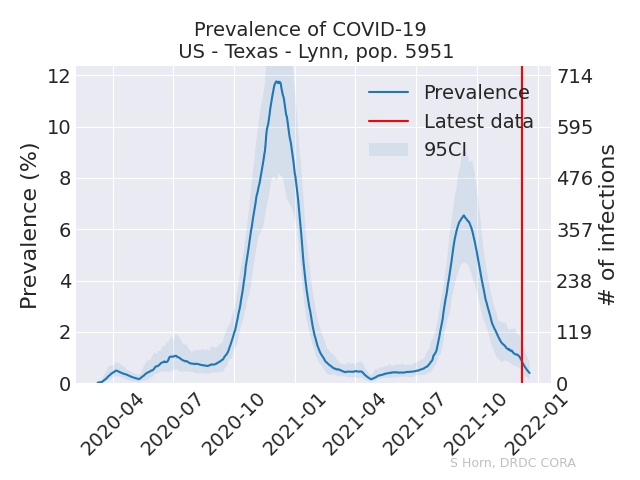 Prevalence of COVID-19
US - Texas - Lynn, pop. 5951
Prevalence (%)
12
10
8
6
4
2
0
Prevalence
Latest data
95CI
714
595
476
357
238
119
0
# of infections
2020-04
2020-07
2020-10
2021-01
2021-04
2021-07
2021-10
2022-01
S Horn, DRDC CORA